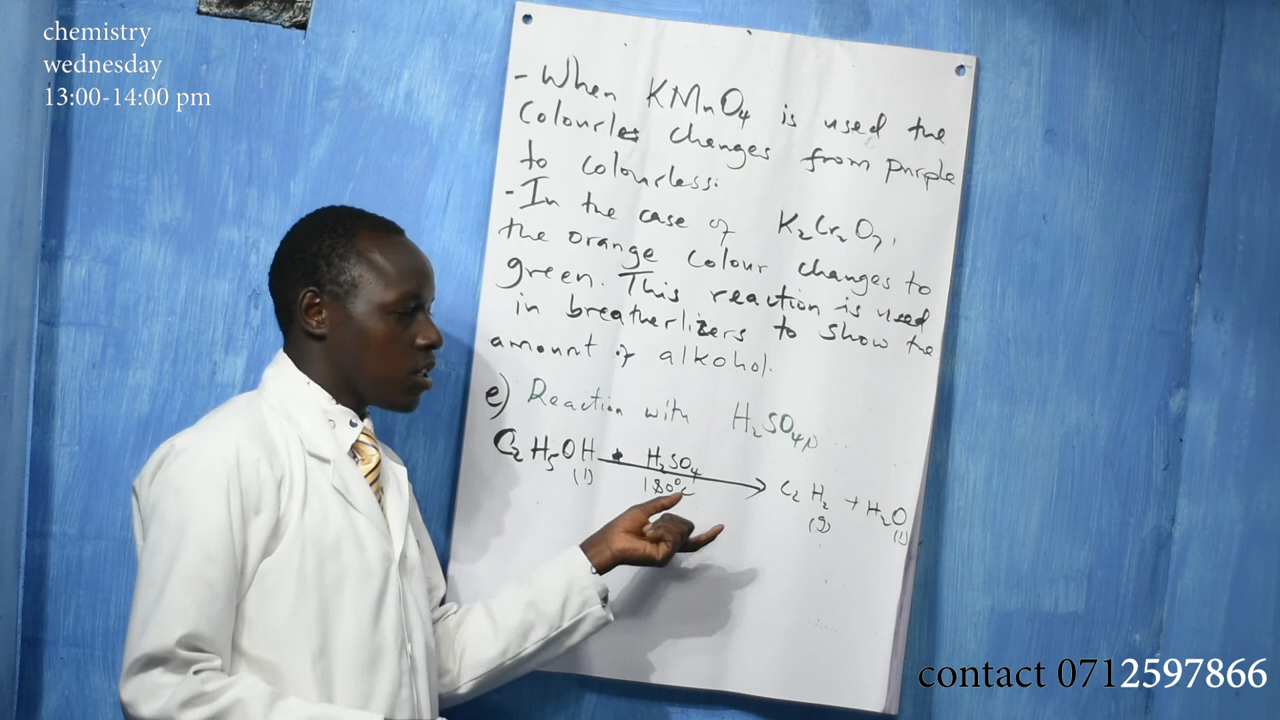 chemistry
wednesday
13:00-14:00 pm
- When KMnO₄ is used the
colourles changes from purple
to colourless.
- In the case of K₂Cr₂O₇,
the orange colour changes to
green. This reaction is used
in breatherlizers to show the
amount of alkohol.
e) Reaction with H₂SO₄
C₂H₅OH (l) H₂SO₄ 180°C → C₂H₂ (g) + H₂O (l)
contact 0712597866